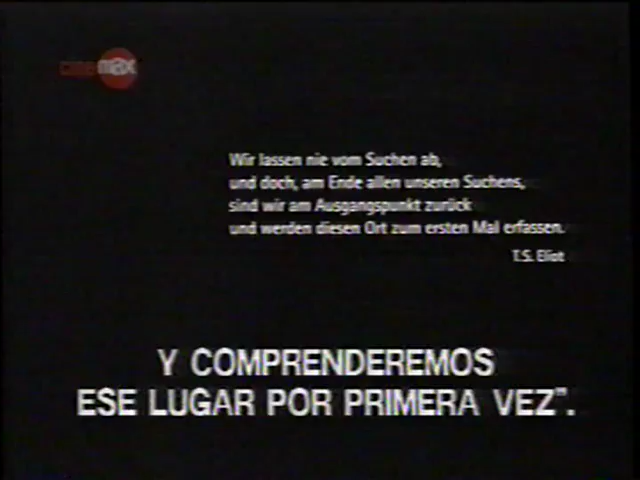 cinemax
Wir lassen nie vom Suchen ab,
und doch, am Ende allen unseren Suchens,
sind wir am Ausgangspunkt zurück
und werden diesen Ort zum ersten Mal erfassen.
T.S. Eliot
Y COMPRENDEREMOS
ESE LUGAR POR PRIMERA VEZ".